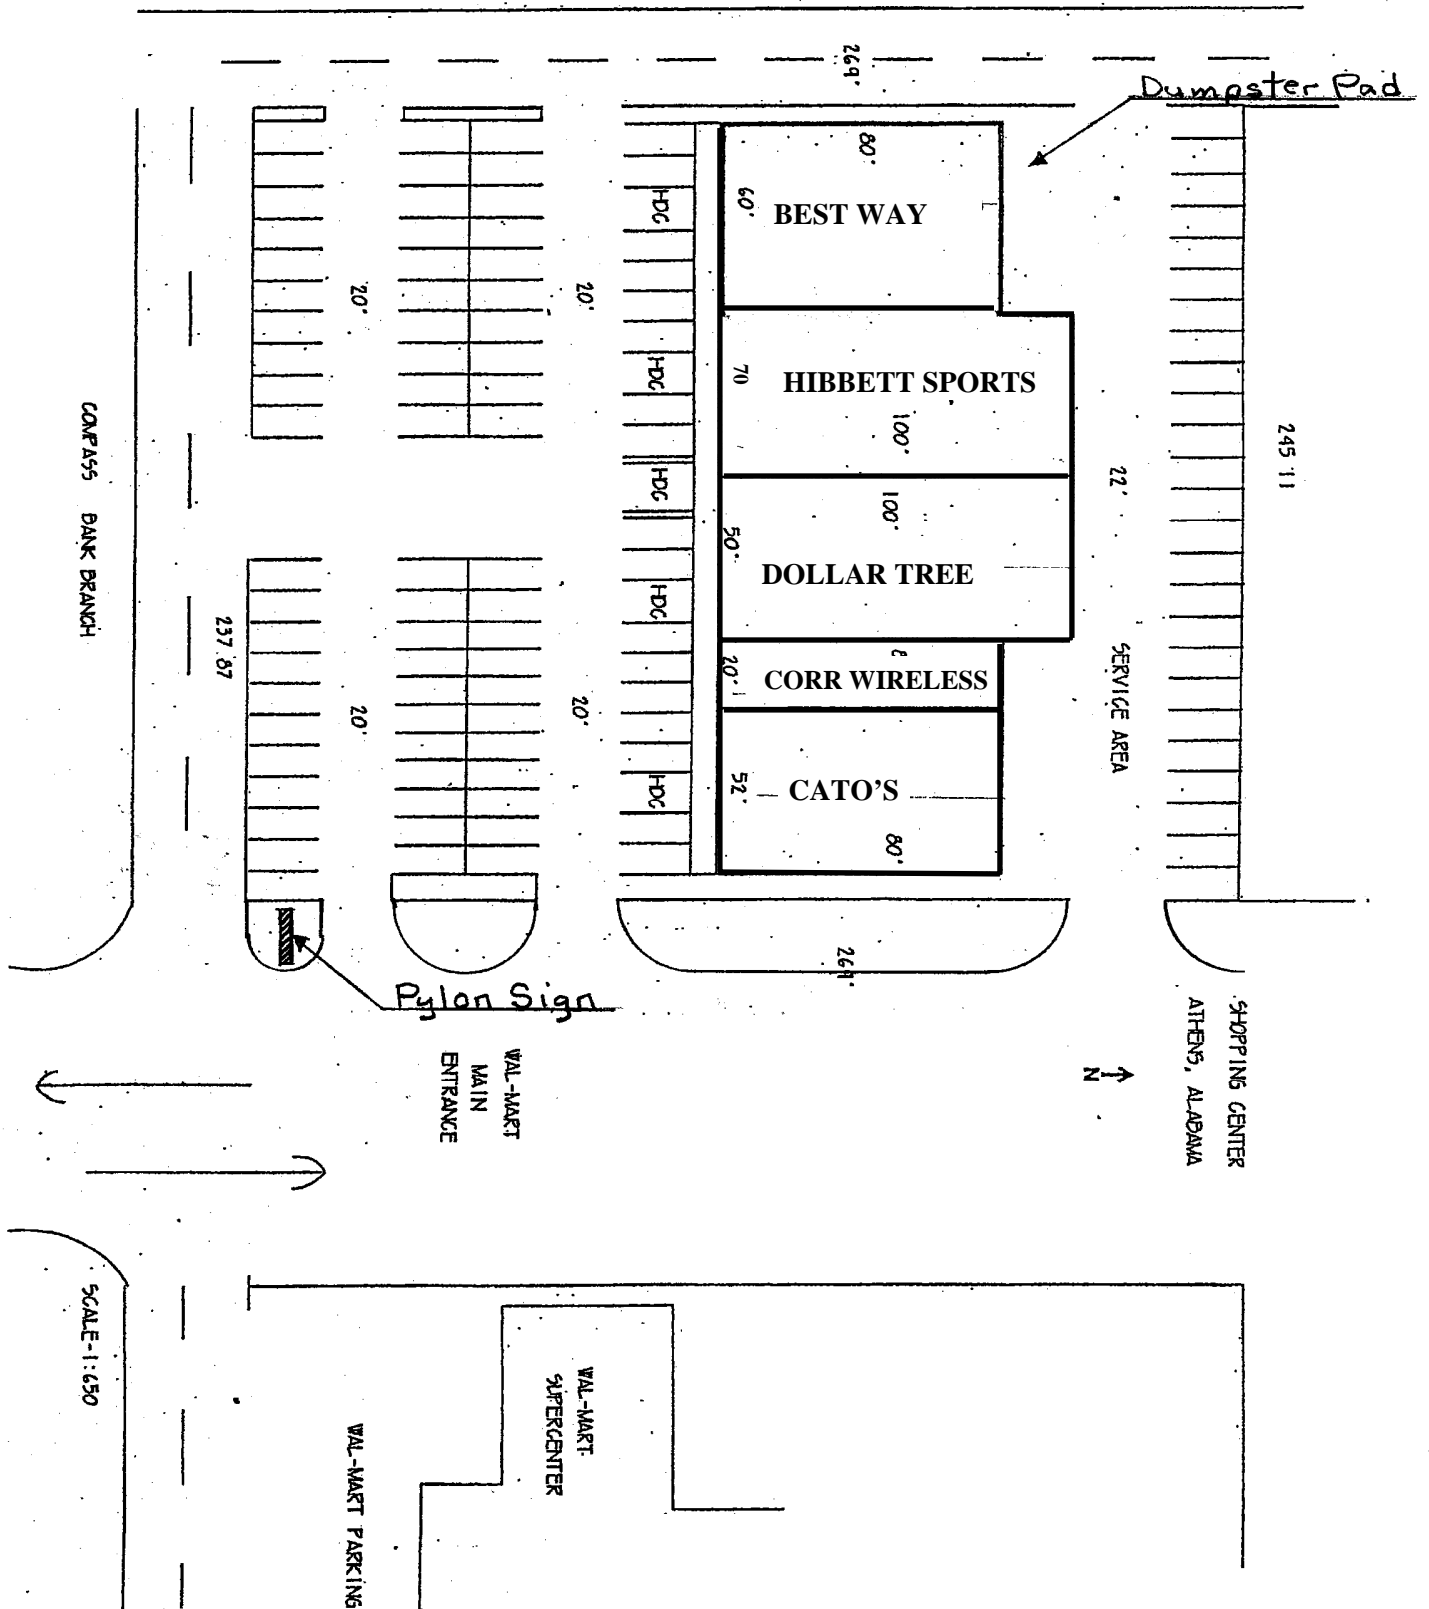 269'
Dumpster Pad
80'
60'
BEST WAY
HDC
20'
20'
HDC
70
HIBBETT SPORTS
100'
245 11
22'
COMPASS BANK BRANCH
HDC
100'
50'
DOLLAR TREE
HDC
237 87
20'
20'
SERVICE AREA
20'
CORR WIRELESS
HDC
52'
CATO'S
80'
269'
Pylon Sign
WAL-MART
MAIN
ENTRANCE
N
SHOPPING CENTER
ATHENS, ALABAMA
SCALE-1:650
WAL-MART
SUPERCENTER
WAL-MART PARKING